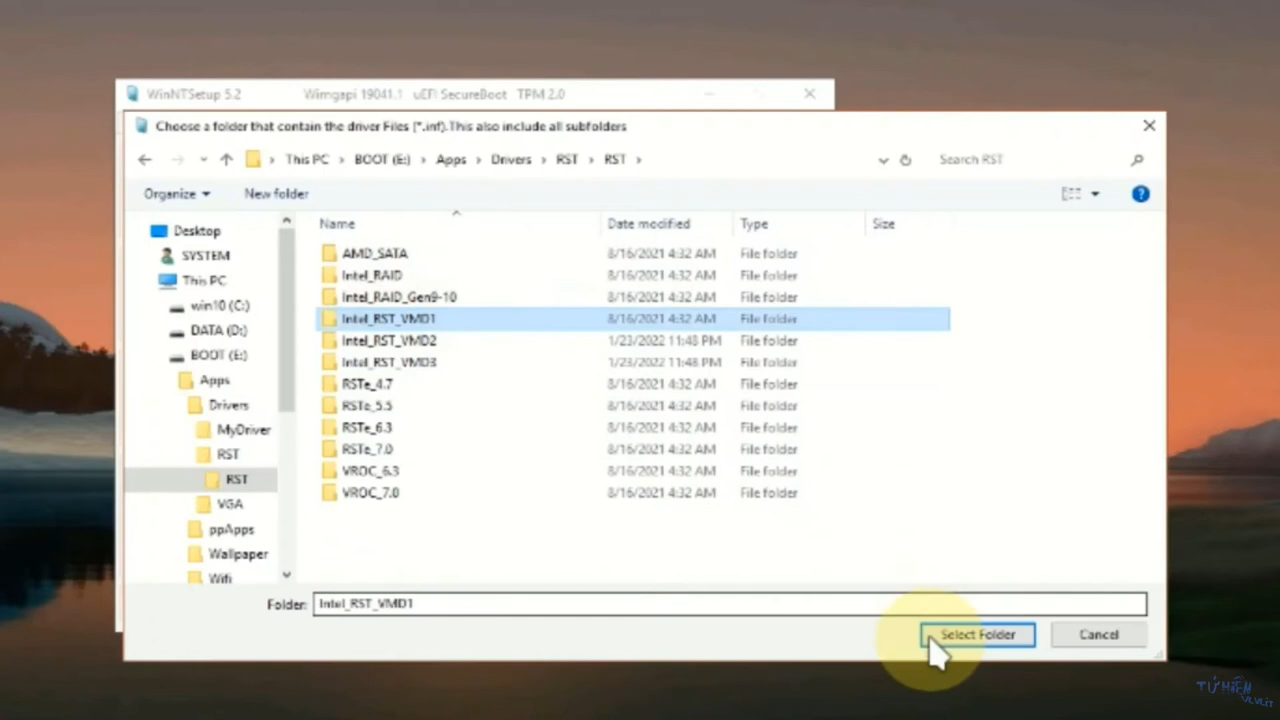 WinNTSetup 5.2 Wimgapi 19041.1 uEFI SecureBoot TPM 2.0
Choose a folder that contain the driver Files (*.inf).This also include all subfolders
This PC > BOOT (E:) > Apps > Drivers > RST > RST > Search RST
Organize New folder
Name Date modified Type Size
Desktop
SYSTEM
This PC
win10 (C:)
DATA (D:)
BOOT (E:)
Apps
Drivers
MyDriver
RST
RST
VGA
ppApps
Wallpaper
Wifi
AMD_SATA 8/16/2021 4:32 AM File folder
Intel_RAID 8/16/2021 4:32 AM File folder
Intel_RAID_Gen9-10 8/16/2021 4:32 AM File folder
Intel_RST_VMD1 8/16/2021 4:32 AM File folder
Intel_RST_VMD2 1/23/2022 11:48 PM File folder
Intel_RST_VMD3 1/23/2022 11:48 PM File folder
RSTe_4.7 8/16/2021 4:32 AM File folder
RSTe_5.5 8/16/2021 4:32 AM File folder
RSTe_6.3 8/16/2021 4:32 AM File folder
RSTe_7.0 8/16/2021 4:32 AM File folder
VROC_6.3 8/16/2021 4:32 AM File folder
VROC_7.0 8/16/2021 4:32 AM File folder
Folder: Intel_RST_VMD1
Select Folder Cancel